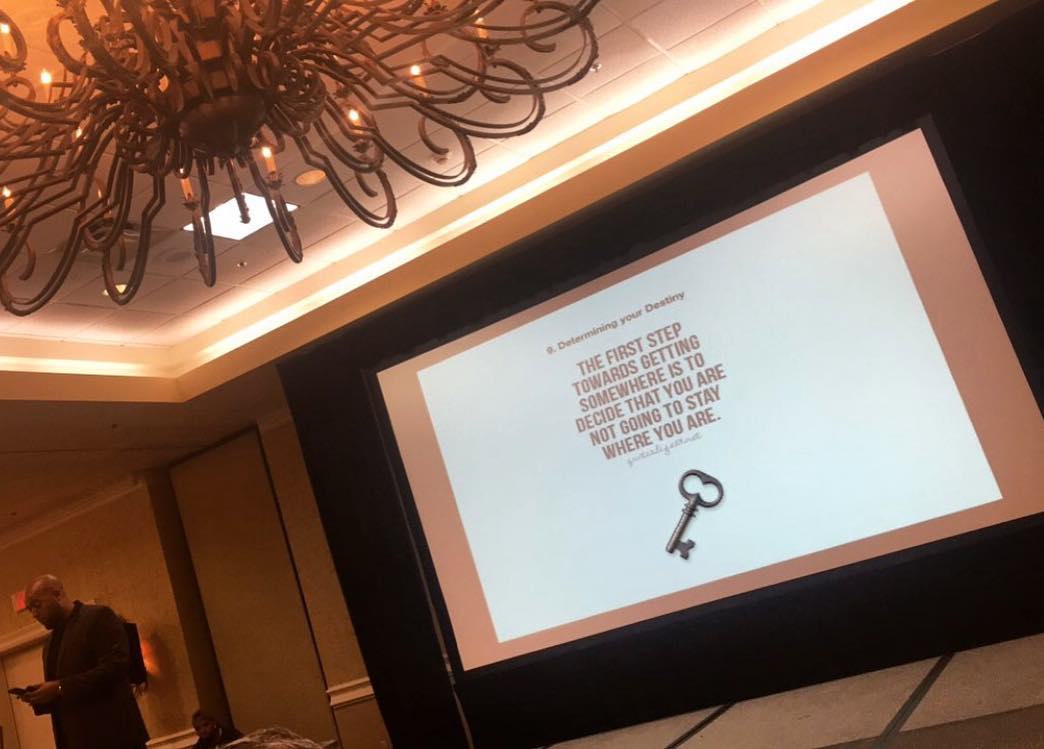 9. Determining your Destiny
THE FIRST STEP
TOWARDS GETTING
SOMEWHERE IS TO
DECIDE THAT YOU ARE
NOT GOING TO STAY
WHERE YOU ARE.